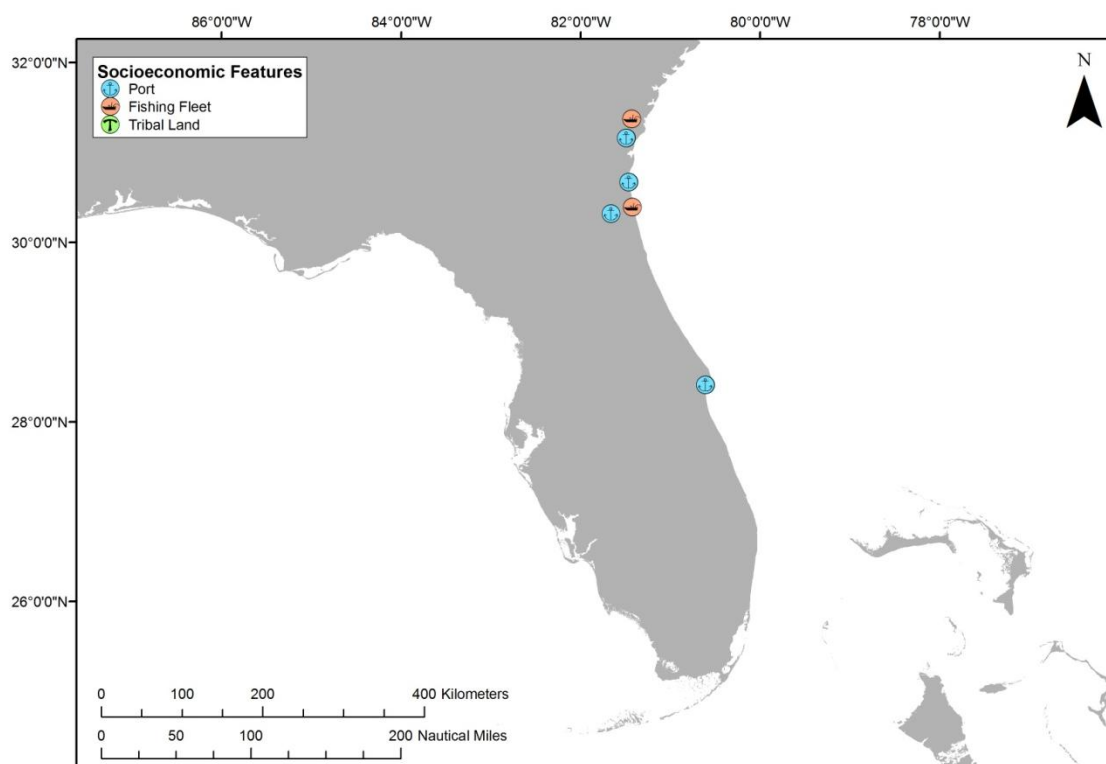 86°0'0"W 84°0'0"W 82°0'0"W 80°0'0"W 78°0'0"W
32°0'0"N
Socioeconomic Features
Port
Fishing Fleet
Tribal Land
N
30°0'0"N
28°0'0"N
26°0'0"N
0 100 200 400 Kilometers
0 50 100 200 Nautical Miles